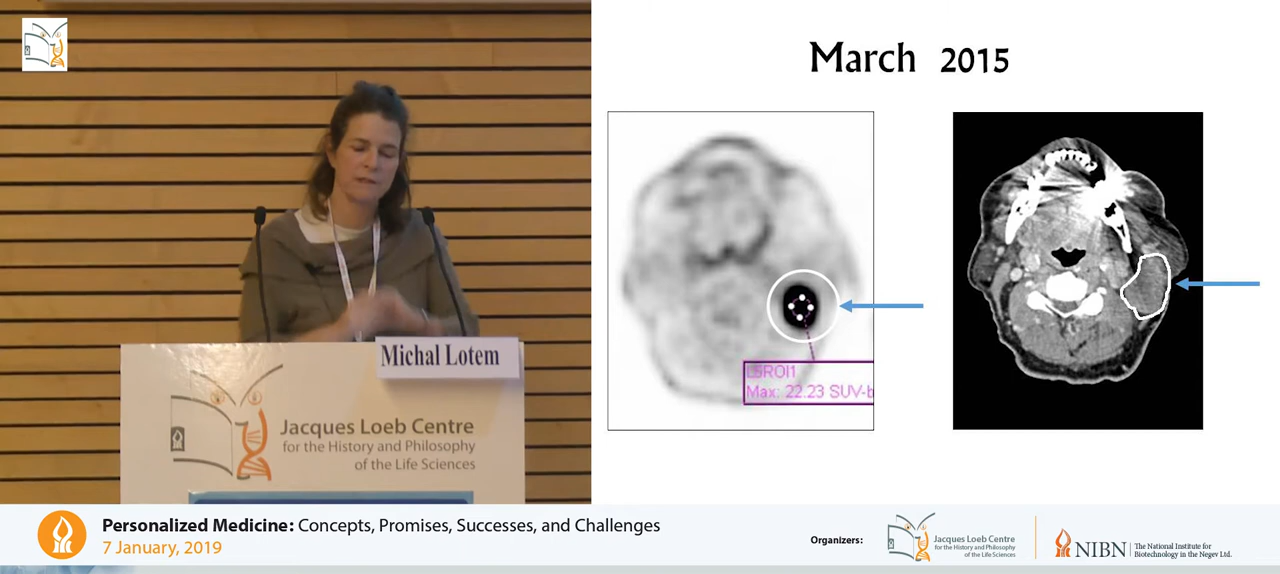 March 2015
L5ROI1
Max: 22.23 SUV-b
Michal Lotem
Jacques Loeb Centre
for the History and Philosophy
of the Life Sciences
Personalized Medicine: Concepts, Promises, Successes, and Challenges
7 January, 2019
Organizers:
Jacques Loeb Centre
for the History and Philosophy
of the Life Sciences
NIBN
The National Institute for
Biotechnology in the Negev Ltd.